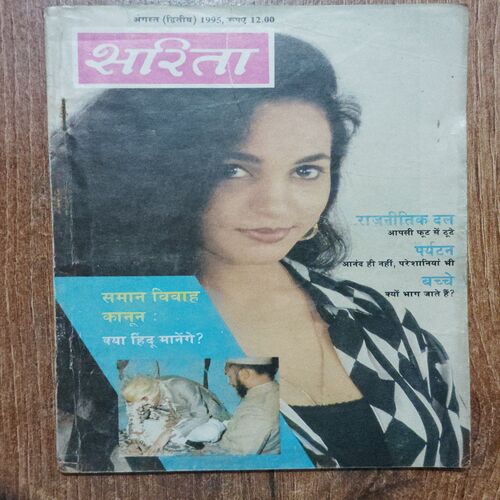 अगस्त (द्वितीय) 1995, रूपए 12.00
सरिता
राजनीतिक दल
आपसी फूट में टूटे
पर्यटन
आनंद ही नहीं, परेशानियां भी
बच्चे
क्यों भाग जाते हैं?
समान विवाह
कानून :
क्या हिंदू मानेंगे?